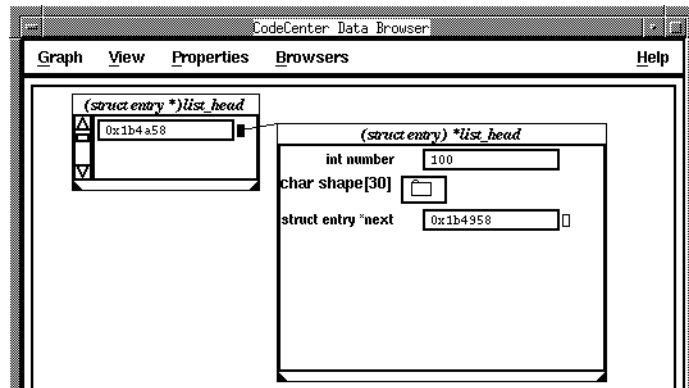 CodeCenter Data Browser
Graph View Properties Browsers Help
(struct entry *)list_head
0x1b4a58
(struct entry) *list_head
int number 100
char shape[30]
struct entry *next 0x1b4958